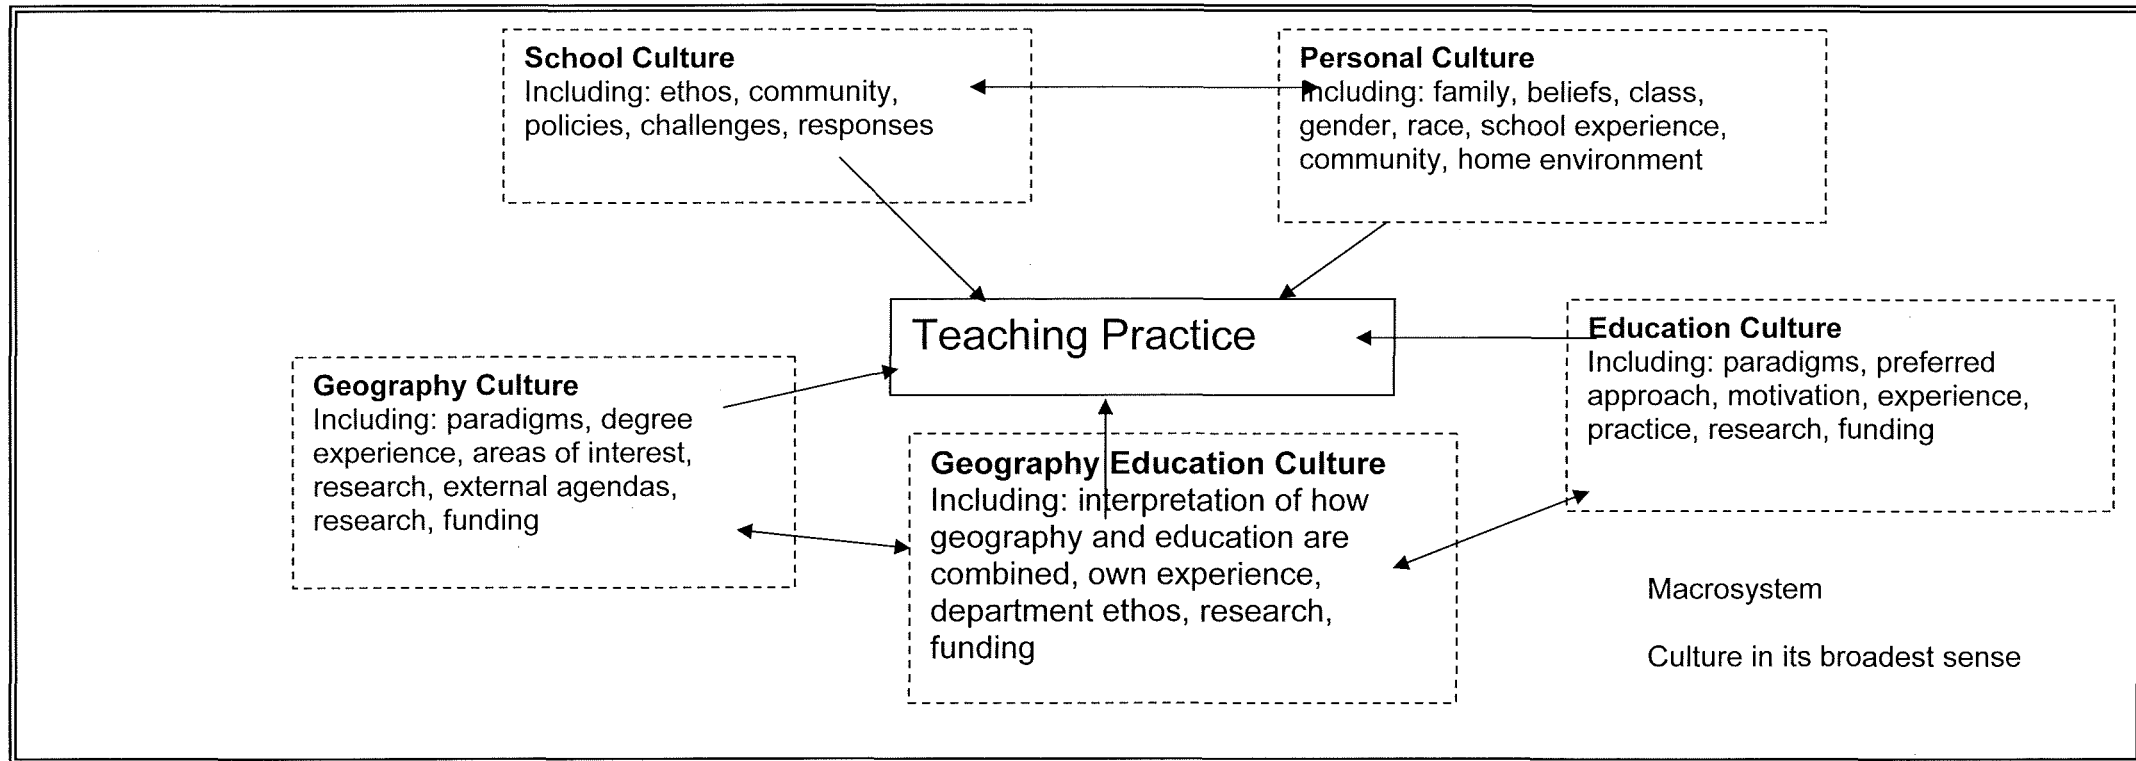 School Culture
Including: ethos, community,
policies, challenges, responses
Personal Culture
Including: family, beliefs, class,
gender, race, school experience,
community, home environment
Teaching Practice
Education Culture
Including: paradigms, preferred
approach, motivation, experience,
practice, research, funding
Geography Culture
Including: paradigms, degree
experience, areas of interest,
research, external agendas,
research, funding
Geography Education Culture
Including: interpretation of how
geography and education are
combined, own experience,
department ethos, research,
funding
Macrosystem
Culture in its broadest sense